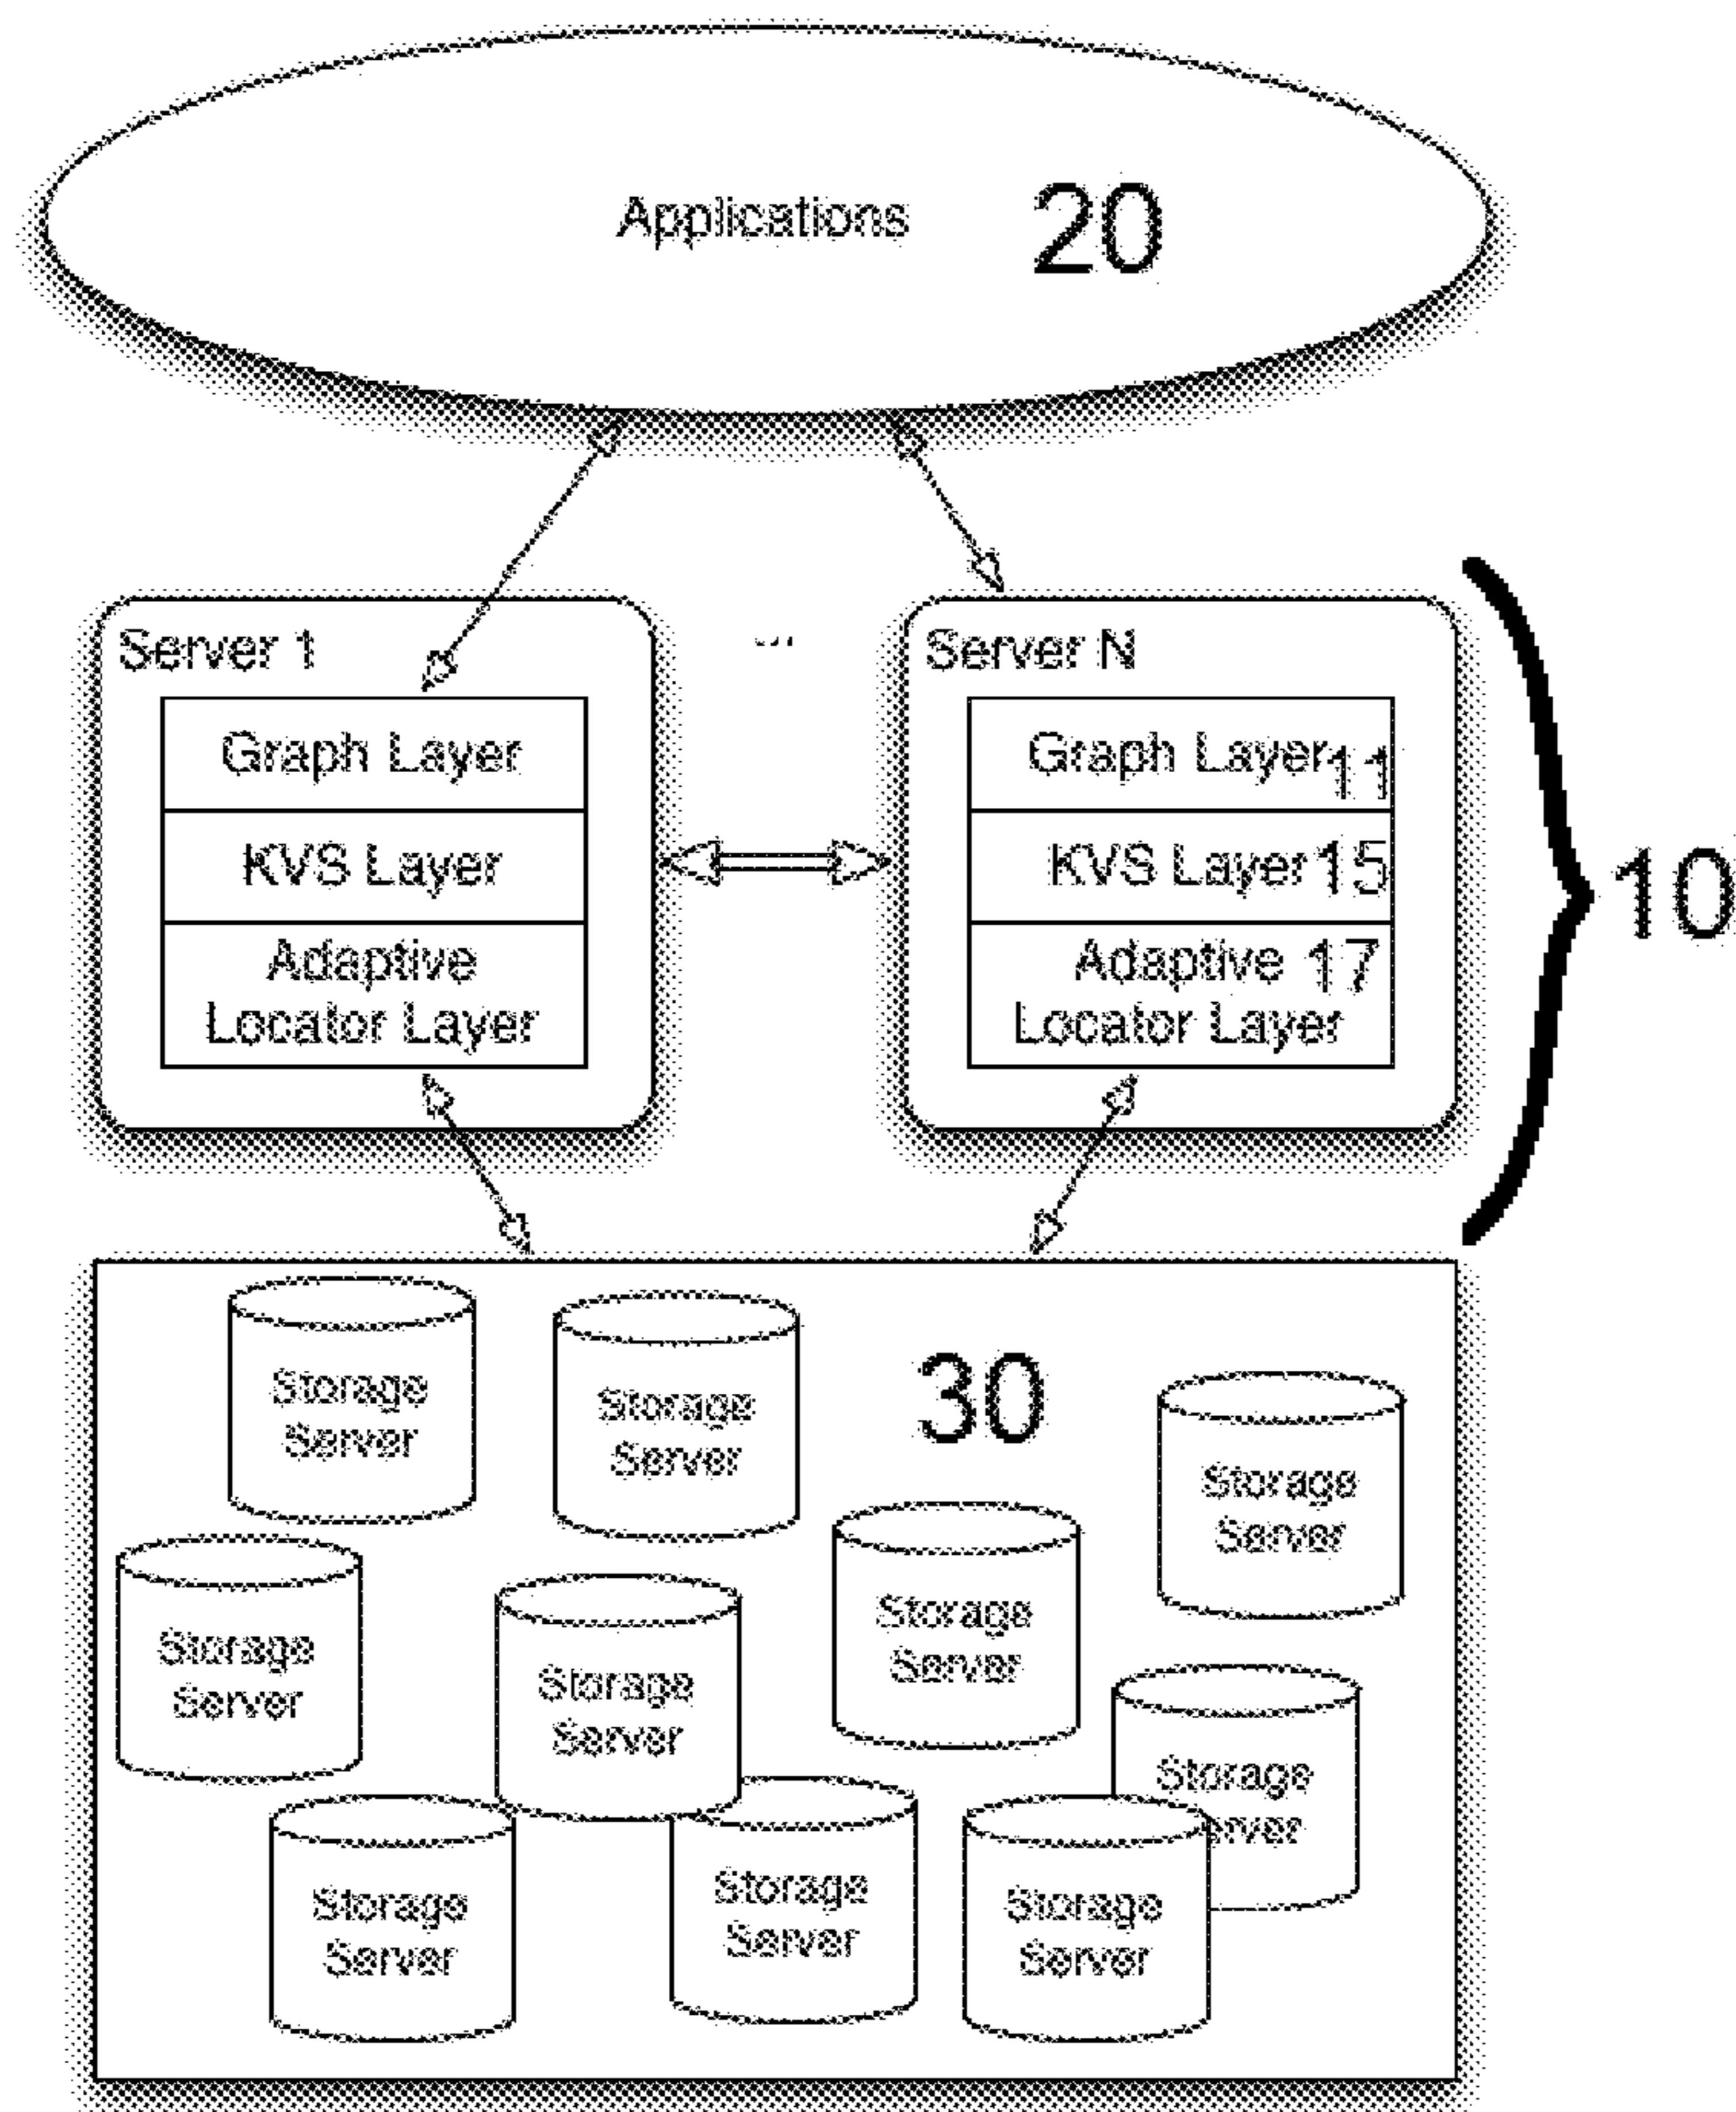 Applications 20
Server 1
...
Server N
Graph Layer
Graph Layer 11
KVS Layer
KVS Layer 15
10
Adaptive
Locator Layer
Adaptive 17
Locator Layer
30
Storage
Server
Storage
Server
Storage
Server
Storage
Server
Storage
Server
Storage
Server
Storage
Server
Storage
Server
Storage
Server
Storage
Server